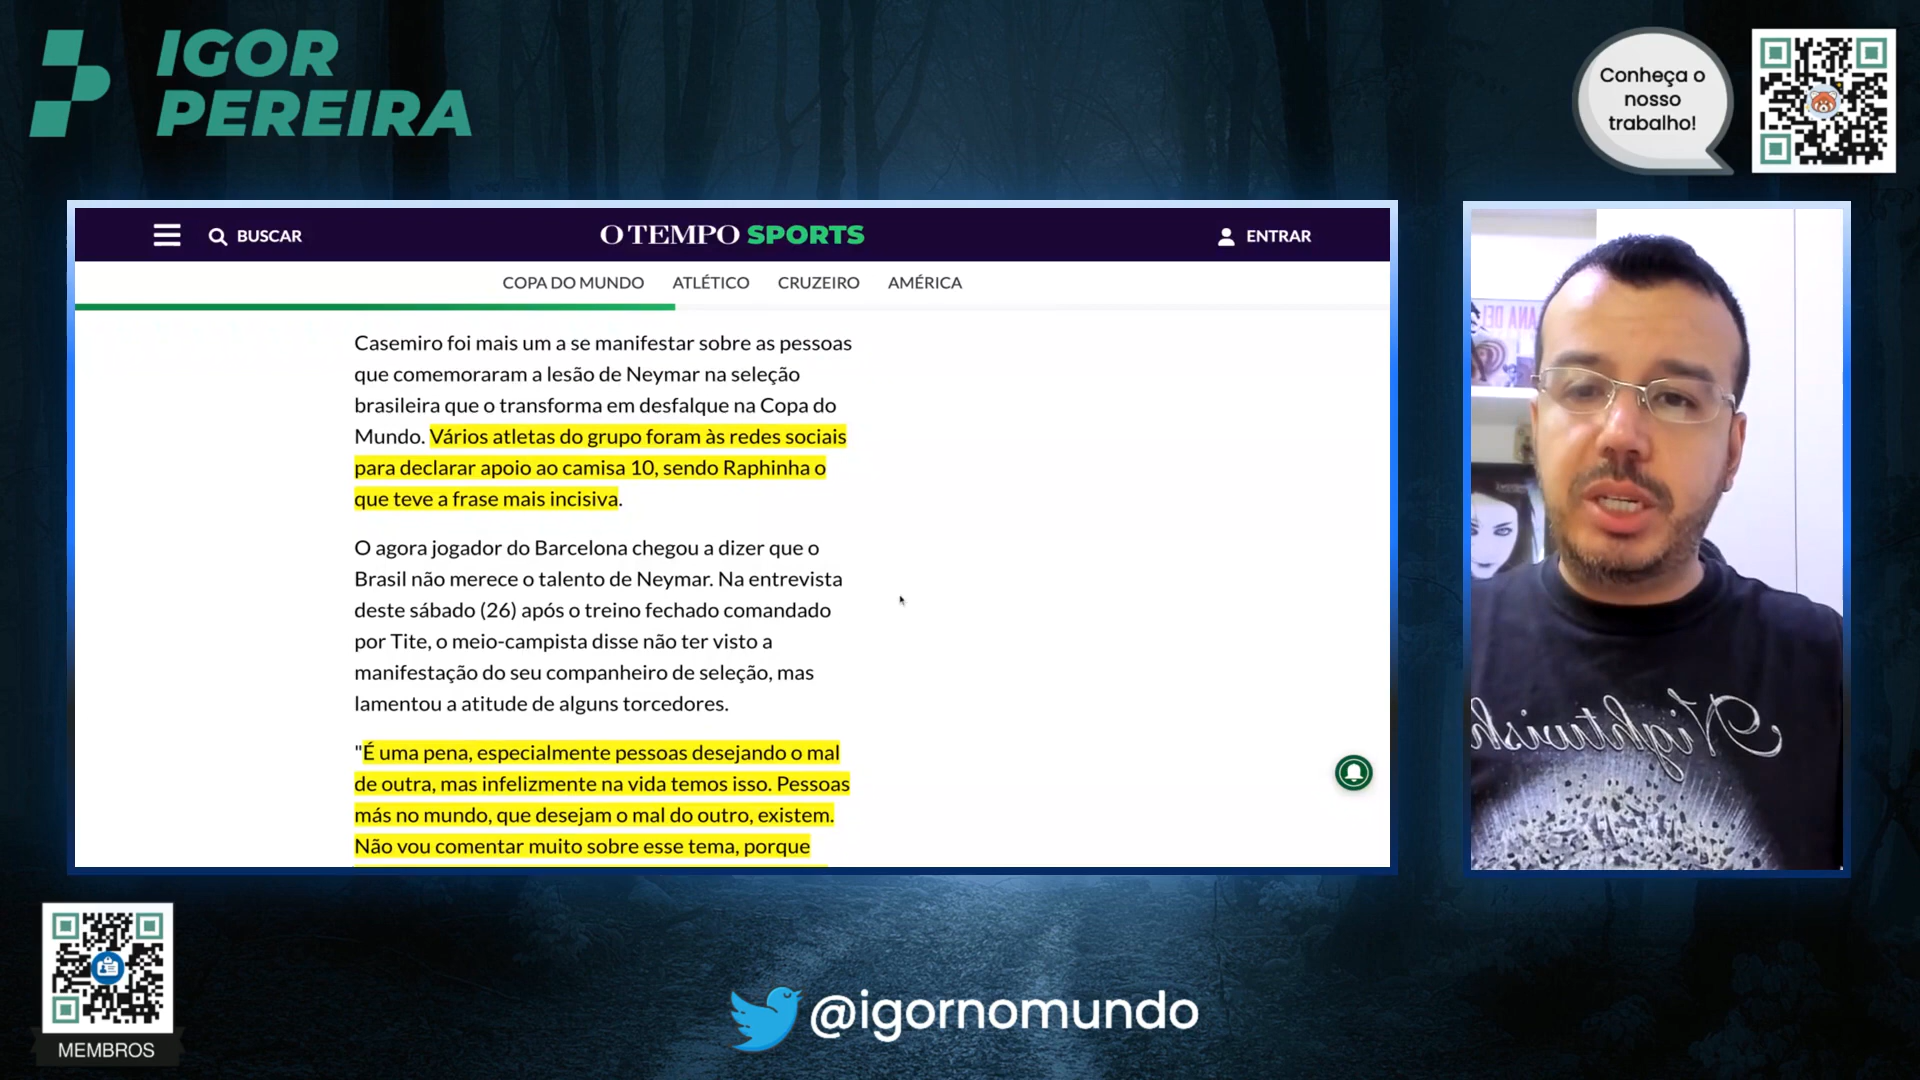 IGOR
PEREIRA
Conheça o
nosso
trabalho!
BUSCAR
O TEMPO SPORTS
ENTRAR
COPA DO MUNDO ATLÉTICO CRUZEIRO AMÉRICA
Casemiro foi mais um a se manifestar sobre as pessoas
que comemoraram a lesão de Neymar na seleção
brasileira que o transforma em desfalque na Copa do
Mundo. Vários atletas do grupo foram às redes sociais
para declarar apoio ao camisa 10, sendo Raphinha o
que teve a frase mais incisiva.
O agora jogador do Barcelona chegou a dizer que o
Brasil não merece o talento de Neymar. Na entrevista
deste sábado (26) após o treino fechado comandado
por Tite, o meio-campista disse não ter visto a
manifestação do seu companheiro de seleção, mas
lamentou a atitude de alguns torcedores.
"É uma pena, especialmente pessoas desejando o mal
de outra, mas infelizmente na vida temos isso. Pessoas
más no mundo, que desejam o mal do outro, existem.
Não vou comentar muito sobre esse tema, porque
Nightwish
MEMBROS
@igornomundo